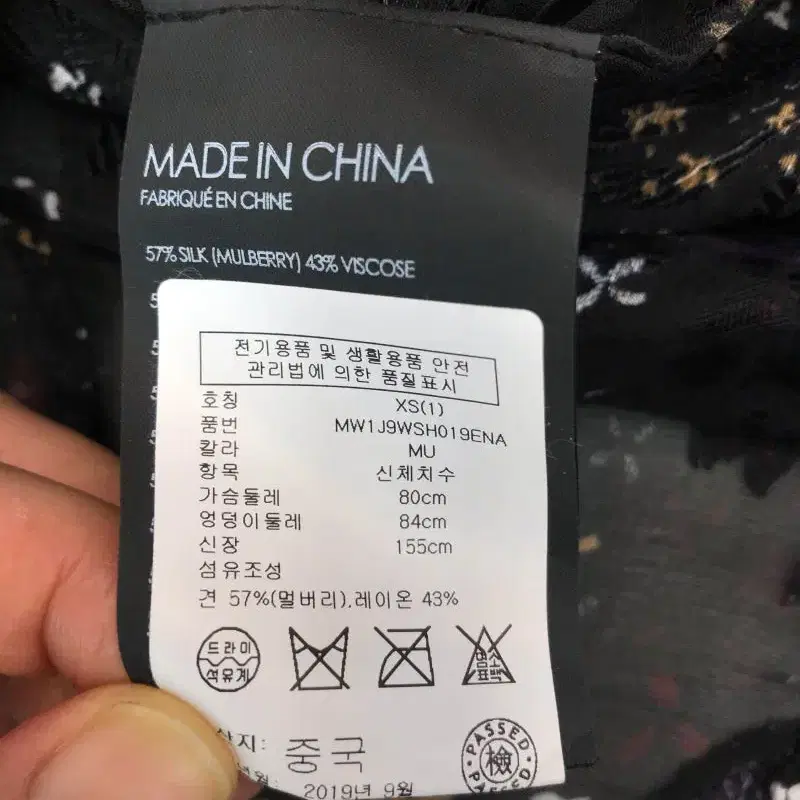 MADE IN CHINA
FABRIQUÉ EN CHINE
57% SILK (MULBERRY) 43% VISCOSE
전기용품 및 생활용품 안전
관리법에 의한 품질표시
호칭 XS(1)
품번 MW1J9WSH019ENA
칼라 MU
항목 신체치수
가슴둘레 80cm
엉덩이둘레 84cm
신장 155cm
섬유조성
견 57%(멀버리),레이온 43%
드라이
석유계
염소
표백
중국
2019년 9월
PASSED
檢
PASSED